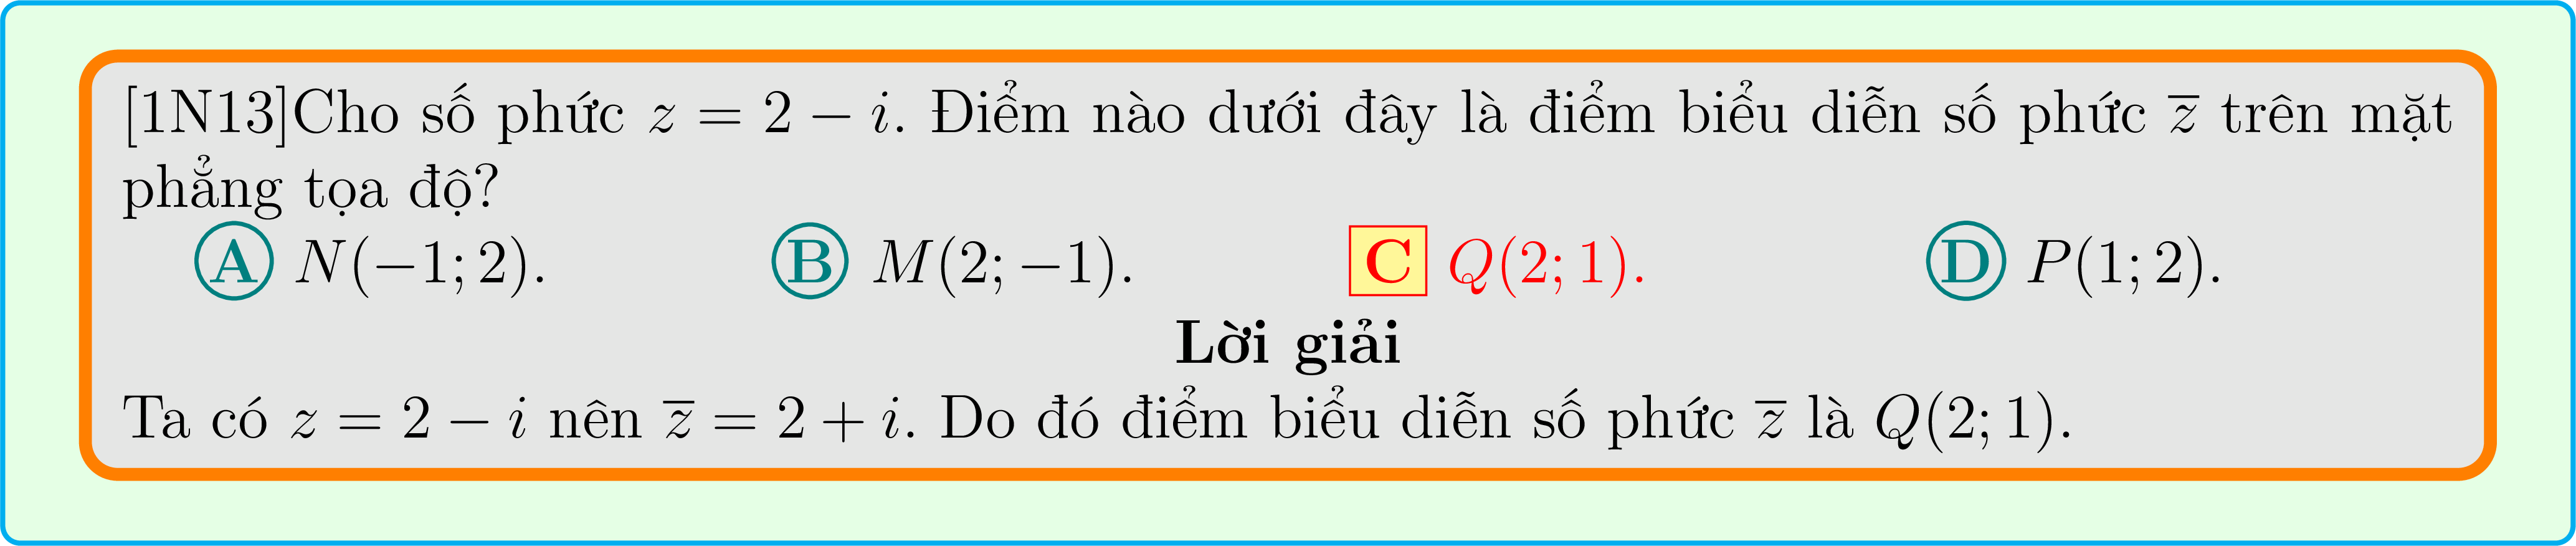 [1N13]Cho số phức $z = 2 - i$. Điểm nào dưới đây là điểm biểu diễn số phức $\overline{z}$ trên mặt
phẳng tọa độ?
A $N(-1; 2)$. B $M(2; -1)$. C $Q(2; 1)$. D $P(1; 2)$.
Lời giải
Ta có $z = 2 - i$ nên $\overline{z} = 2 + i$. Do đó điểm biểu diễn số phức $\overline{z}$ là $Q(2; 1)$.